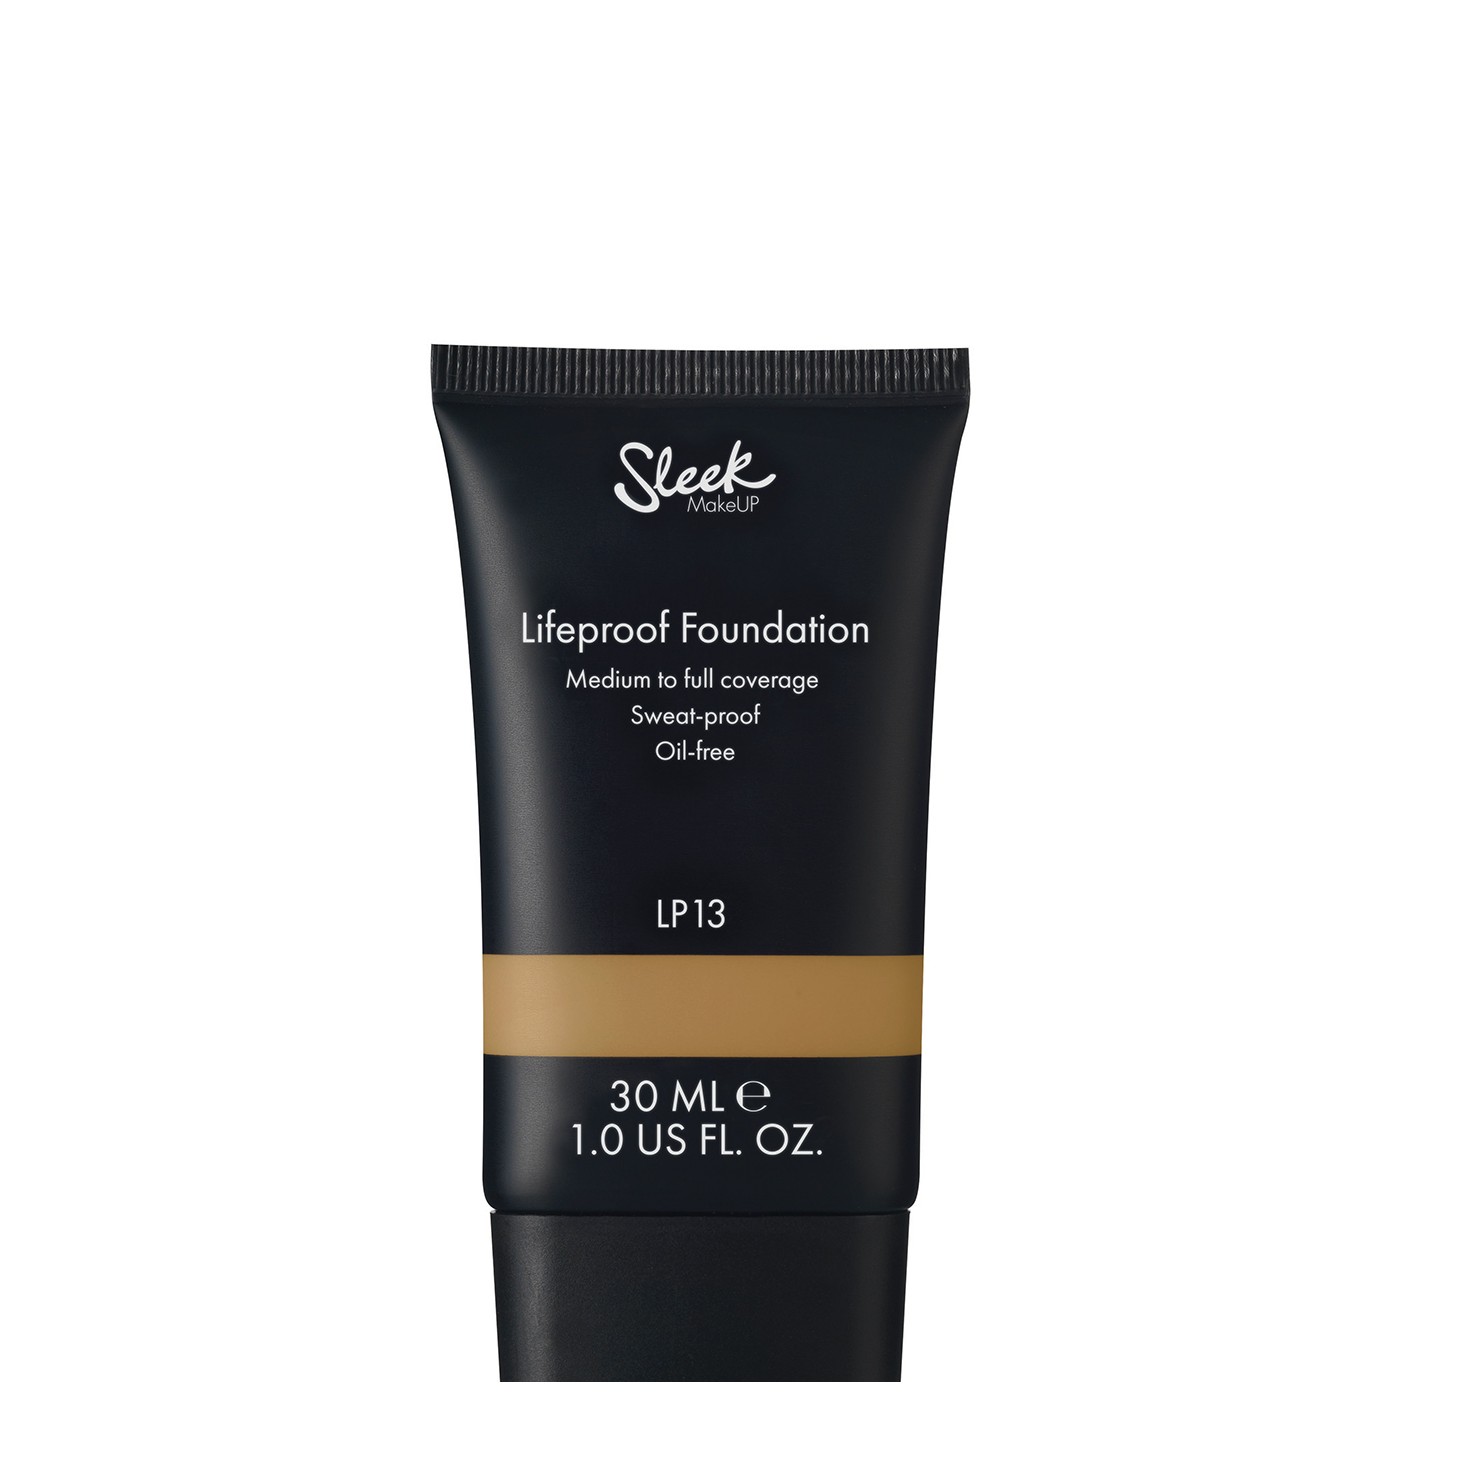 Sleek
MakeUP
Lifeproof Foundation
Medium to full coverage
Sweat-proof
Oil-free
LP13
30 ML ℮
1.0 US FL. OZ.